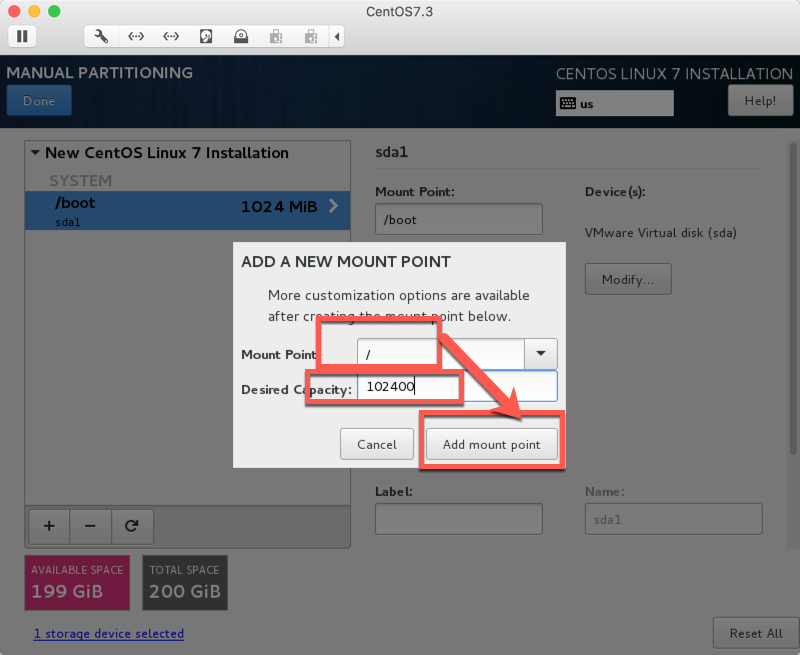 CentOS7.3
MANUAL PARTITIONING
CENTOS LINUX 7 INSTALLATION
Done
us
Help!
New CentOS Linux 7 Installation
SYSTEM
/boot
1024 MiB
sda1
sda1
Mount Point:
/boot
Device(s):
VMware Virtual disk (sda)
Modify...
ADD A NEW MOUNT POINT
More customization options are available
after creating the mount point below.
Mount Point
/
Desired Capacity:
102400
Cancel
Add mount point
Label:
Name:
sda1
AVAILABLE SPACE
199 GiB
TOTAL SPACE
200 GiB
1 storage device selected
Reset All